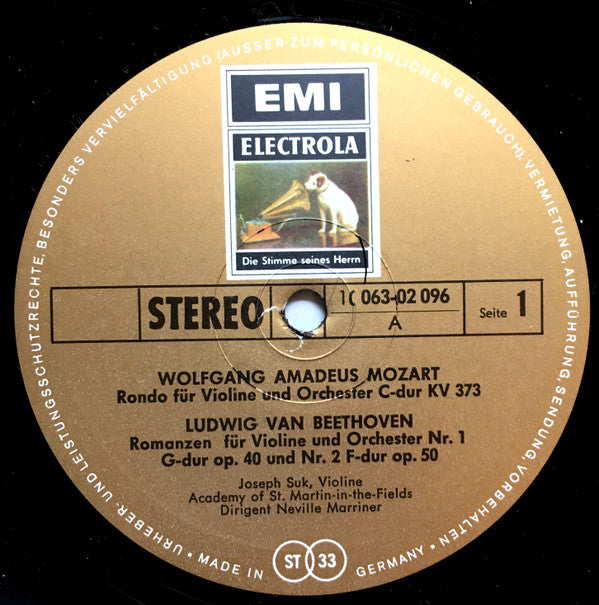 URHEBER- UND LEISTUNGSSCHUTZRECHTE, BESONDERS VERVIELFÄLTIGUNG (AUSSER ZUM PERSÖNLICHEN GEBRAUCH), VERMIETUNG, AUFFÜHRUNG, SENDUNG, VORBEHALTEN
EMI
ELECTROLA
Die Stimme seines Herrn
STEREO
1C 063-02 096
A
Seite 1
WOLFGANG AMADEUS MOZART
Rondo für Violine und Orchester C-dur KV 373
LUDWIG VAN BEETHOVEN
Romanzen für Violine und Orchester Nr. 1
G-dur op. 40 und Nr. 2 F-dur op. 50
Joseph Suk, Violine
Academy of St. Martin-in-the-Fields
Dirigent Neville Marriner
• MADE IN GERMANY •
ST 33